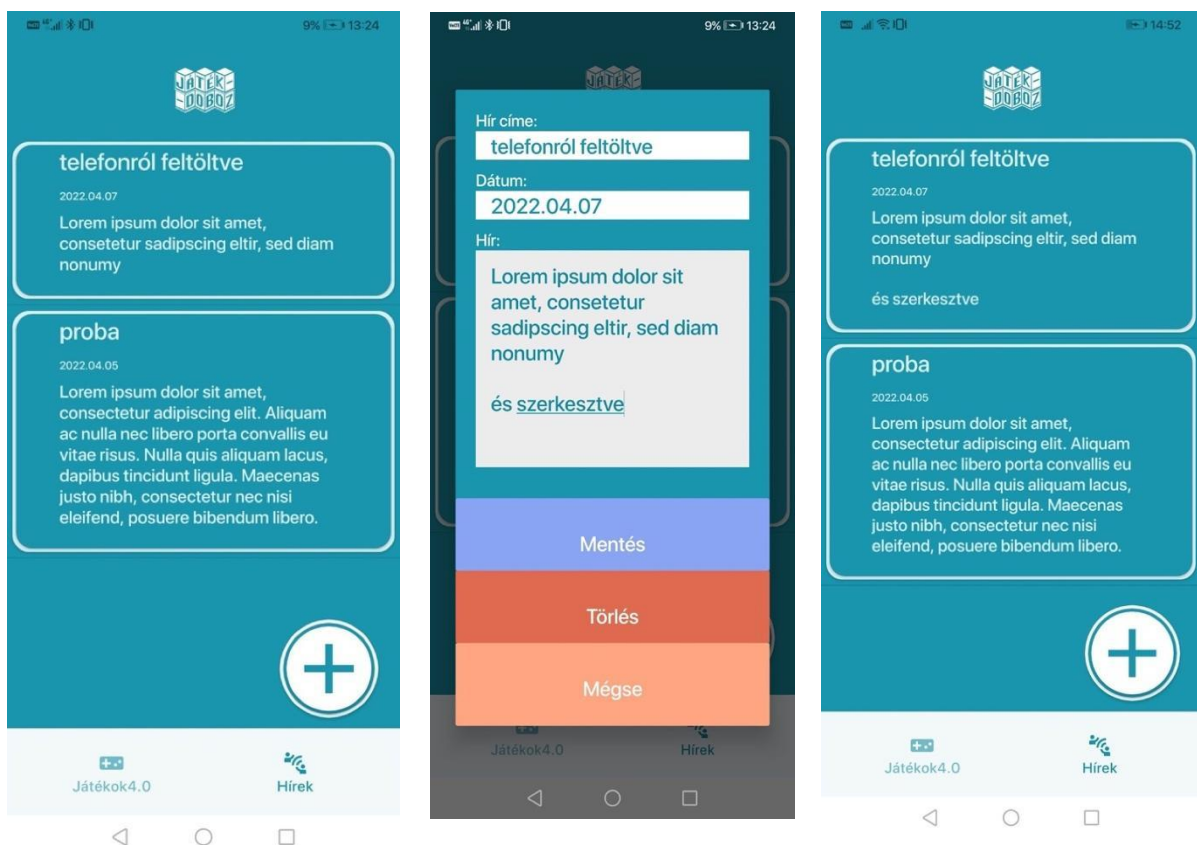 13:24
JÁTÉK-
-DOBOZ
telefonról feltöltve
2022.04.07
Lorem ipsum dolor sit amet,
consetetur sadipscing eltir, sed diam
nonumy
proba
2022.04.05
Lorem ipsum dolor sit amet,
consectetur adipiscing elit. Aliquam
ac nulla nec libero porta convallis eu
vitae risus. Nulla quis aliquam lacus,
dapibus tincidunt ligula. Maecenas
justo nibh, consectetur nec nisi
eleifend, posuere bibendum libero.
Játékok4.0
Hírek
9% 13:24
JÁTÉK-
Hír címe:
telefonról feltöltve
Dátum:
2022.04.07
Hír:
Lorem ipsum dolor sit
amet, consetetur
sadipscing eltir, sed diam
nonumy
és szerkesztve
Mentés
Törlés
Mégse
Játékok4.0
Hírek
14:52
JÁTÉK-
-DOBOZ
telefonról feltöltve
2022.04.07
Lorem ipsum dolor sit amet,
consetetur sadipscing eltir, sed diam
nonumy
és szerkesztve
proba
2022.04.05
Lorem ipsum dolor sit amet,
consectetur adipiscing elit. Aliquam
ac nulla nec libero porta convallis eu
vitae risus. Nulla quis aliquam lacus,
dapibus tincidunt ligula. Maecenas
justo nibh, consectetur nec nisi
eleifend, posuere bibendum libero.
Játékok4.0
Hírek